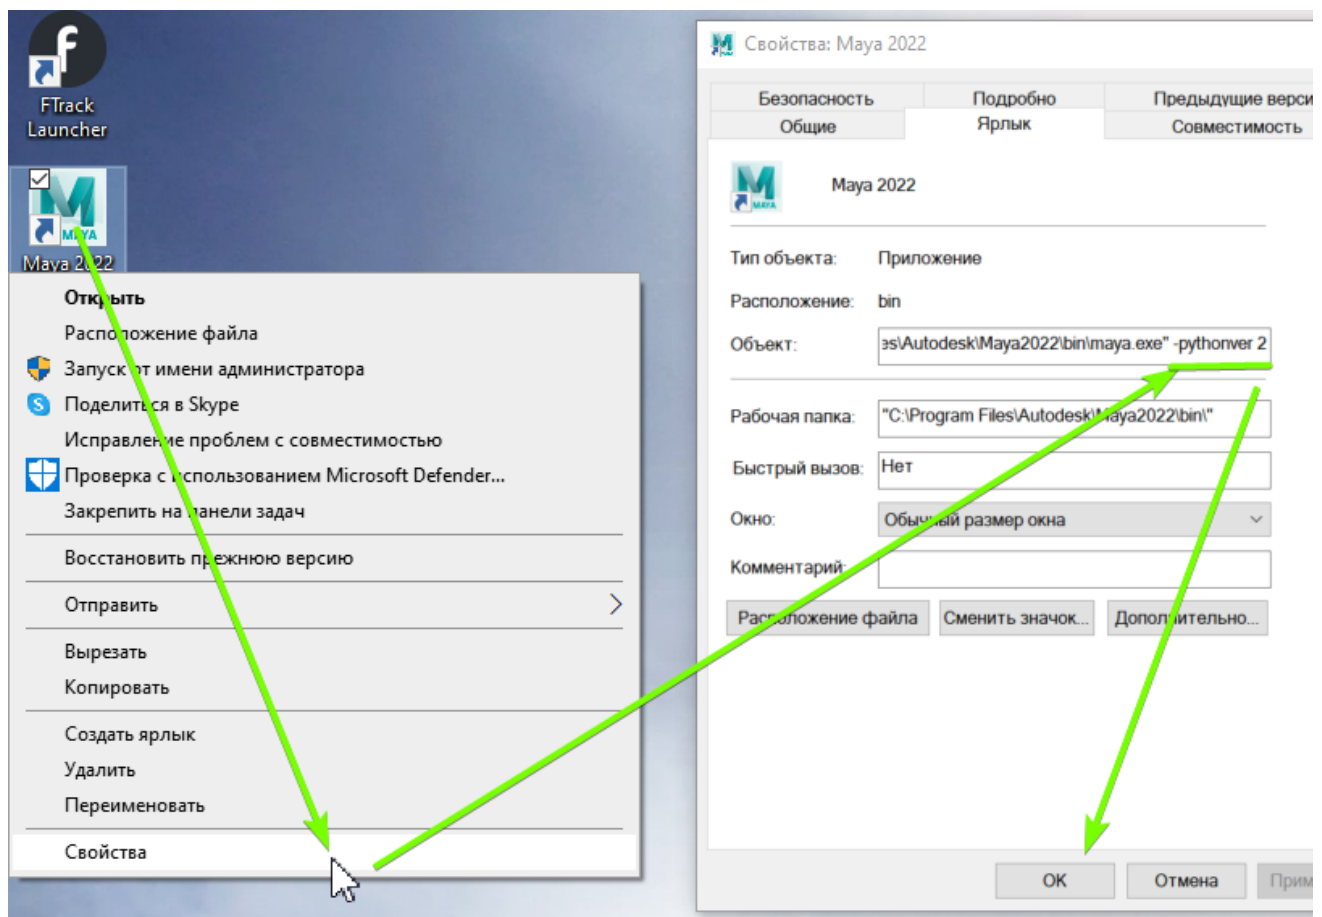 FTrack
Launcher
MAYA
Maya 2022
Открыть
Расположение файла
Запуск от имени администратора
Поделиться в Skype
Исправление проблем с совместимостью
Проверка с использованием Microsoft Defender...
Закрепить на панели задач
Восстановить прежнюю версию
Отправить
Вырезать
Копировать
Создать ярлык
Удалить
Переименовать
Свойства
Свойства: Maya 2022
Безопасность Подробно Предыдущие верси
Общие Ярлык Совместимость
MAYA
Maya 2022
Тип объекта: Приложение
Расположение: bin
Объект: es\Autodesk\Maya2022\bin\maya.exe" -pythonver 2
Рабочая папка: "C:\Program Files\Autodesk\Maya2022\bin\"
Быстрый вызов: Нет
Окно: Обычный размер окна
Комментарий:
Расположение файла Сменить значок... Дополнительно...
OK Отмена Прим